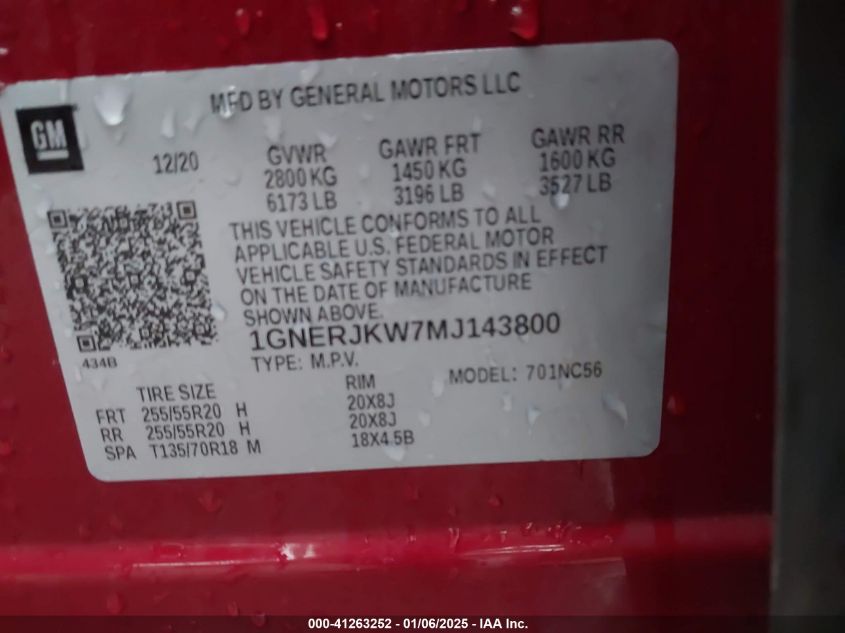 MFD BY GENERAL MOTORS LLC
GM
12/20
GVWR GAWR FRT GAWR RR
2800 KG 1450 KG 1600 KG
6173 LB 3196 LB 3527 LB
THIS VEHICLE CONFORMS TO ALL
APPLICABLE U.S. FEDERAL MOTOR
VEHICLE SAFETY STANDARDS IN EFFECT
ON THE DATE OF MANUFACTURE
SHOWN ABOVE.
1GNERJKW7MJ143800
434B
TYPE: M.P.V. MODEL: 701NC56
TIRE SIZE RIM
FRT 255/55R20 H 20X8J
RR 255/55R20 H 20X8J
SPA T135/70R18 M 18X4.5B
000-41263252 - 01/06/2025 - IAA Inc.